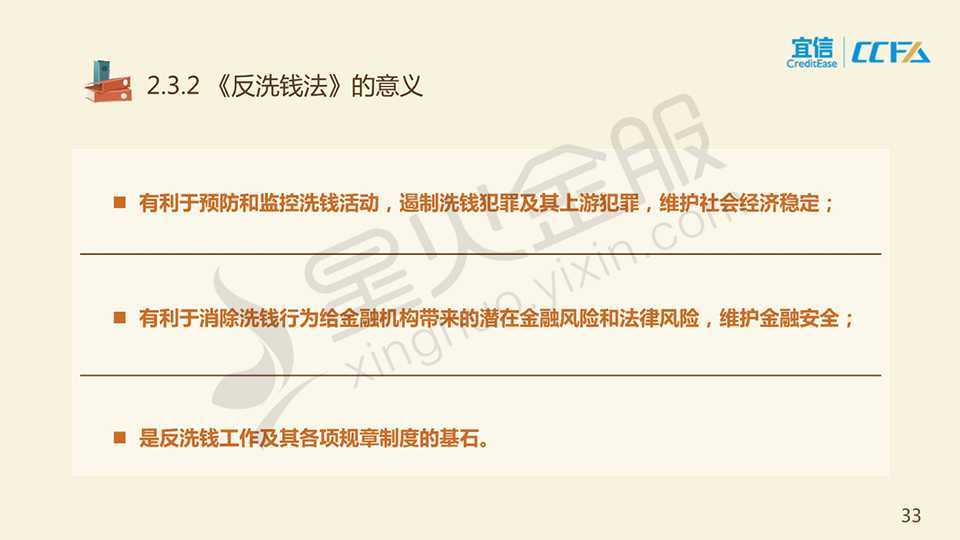 宜信
CreditEase
CCFA
2.3.2 《反洗钱法》的意义
■ 有利于预防和监控洗钱活动，遏制洗钱犯罪及其上游犯罪，维护社会经济稳定；
■ 有利于消除洗钱行为给金融机构带来的潜在金融风险和法律风险，维护金融安全；
■ 是反洗钱工作及其各项规章制度的基石。
星火金服
xinghuo.yixin.com
33